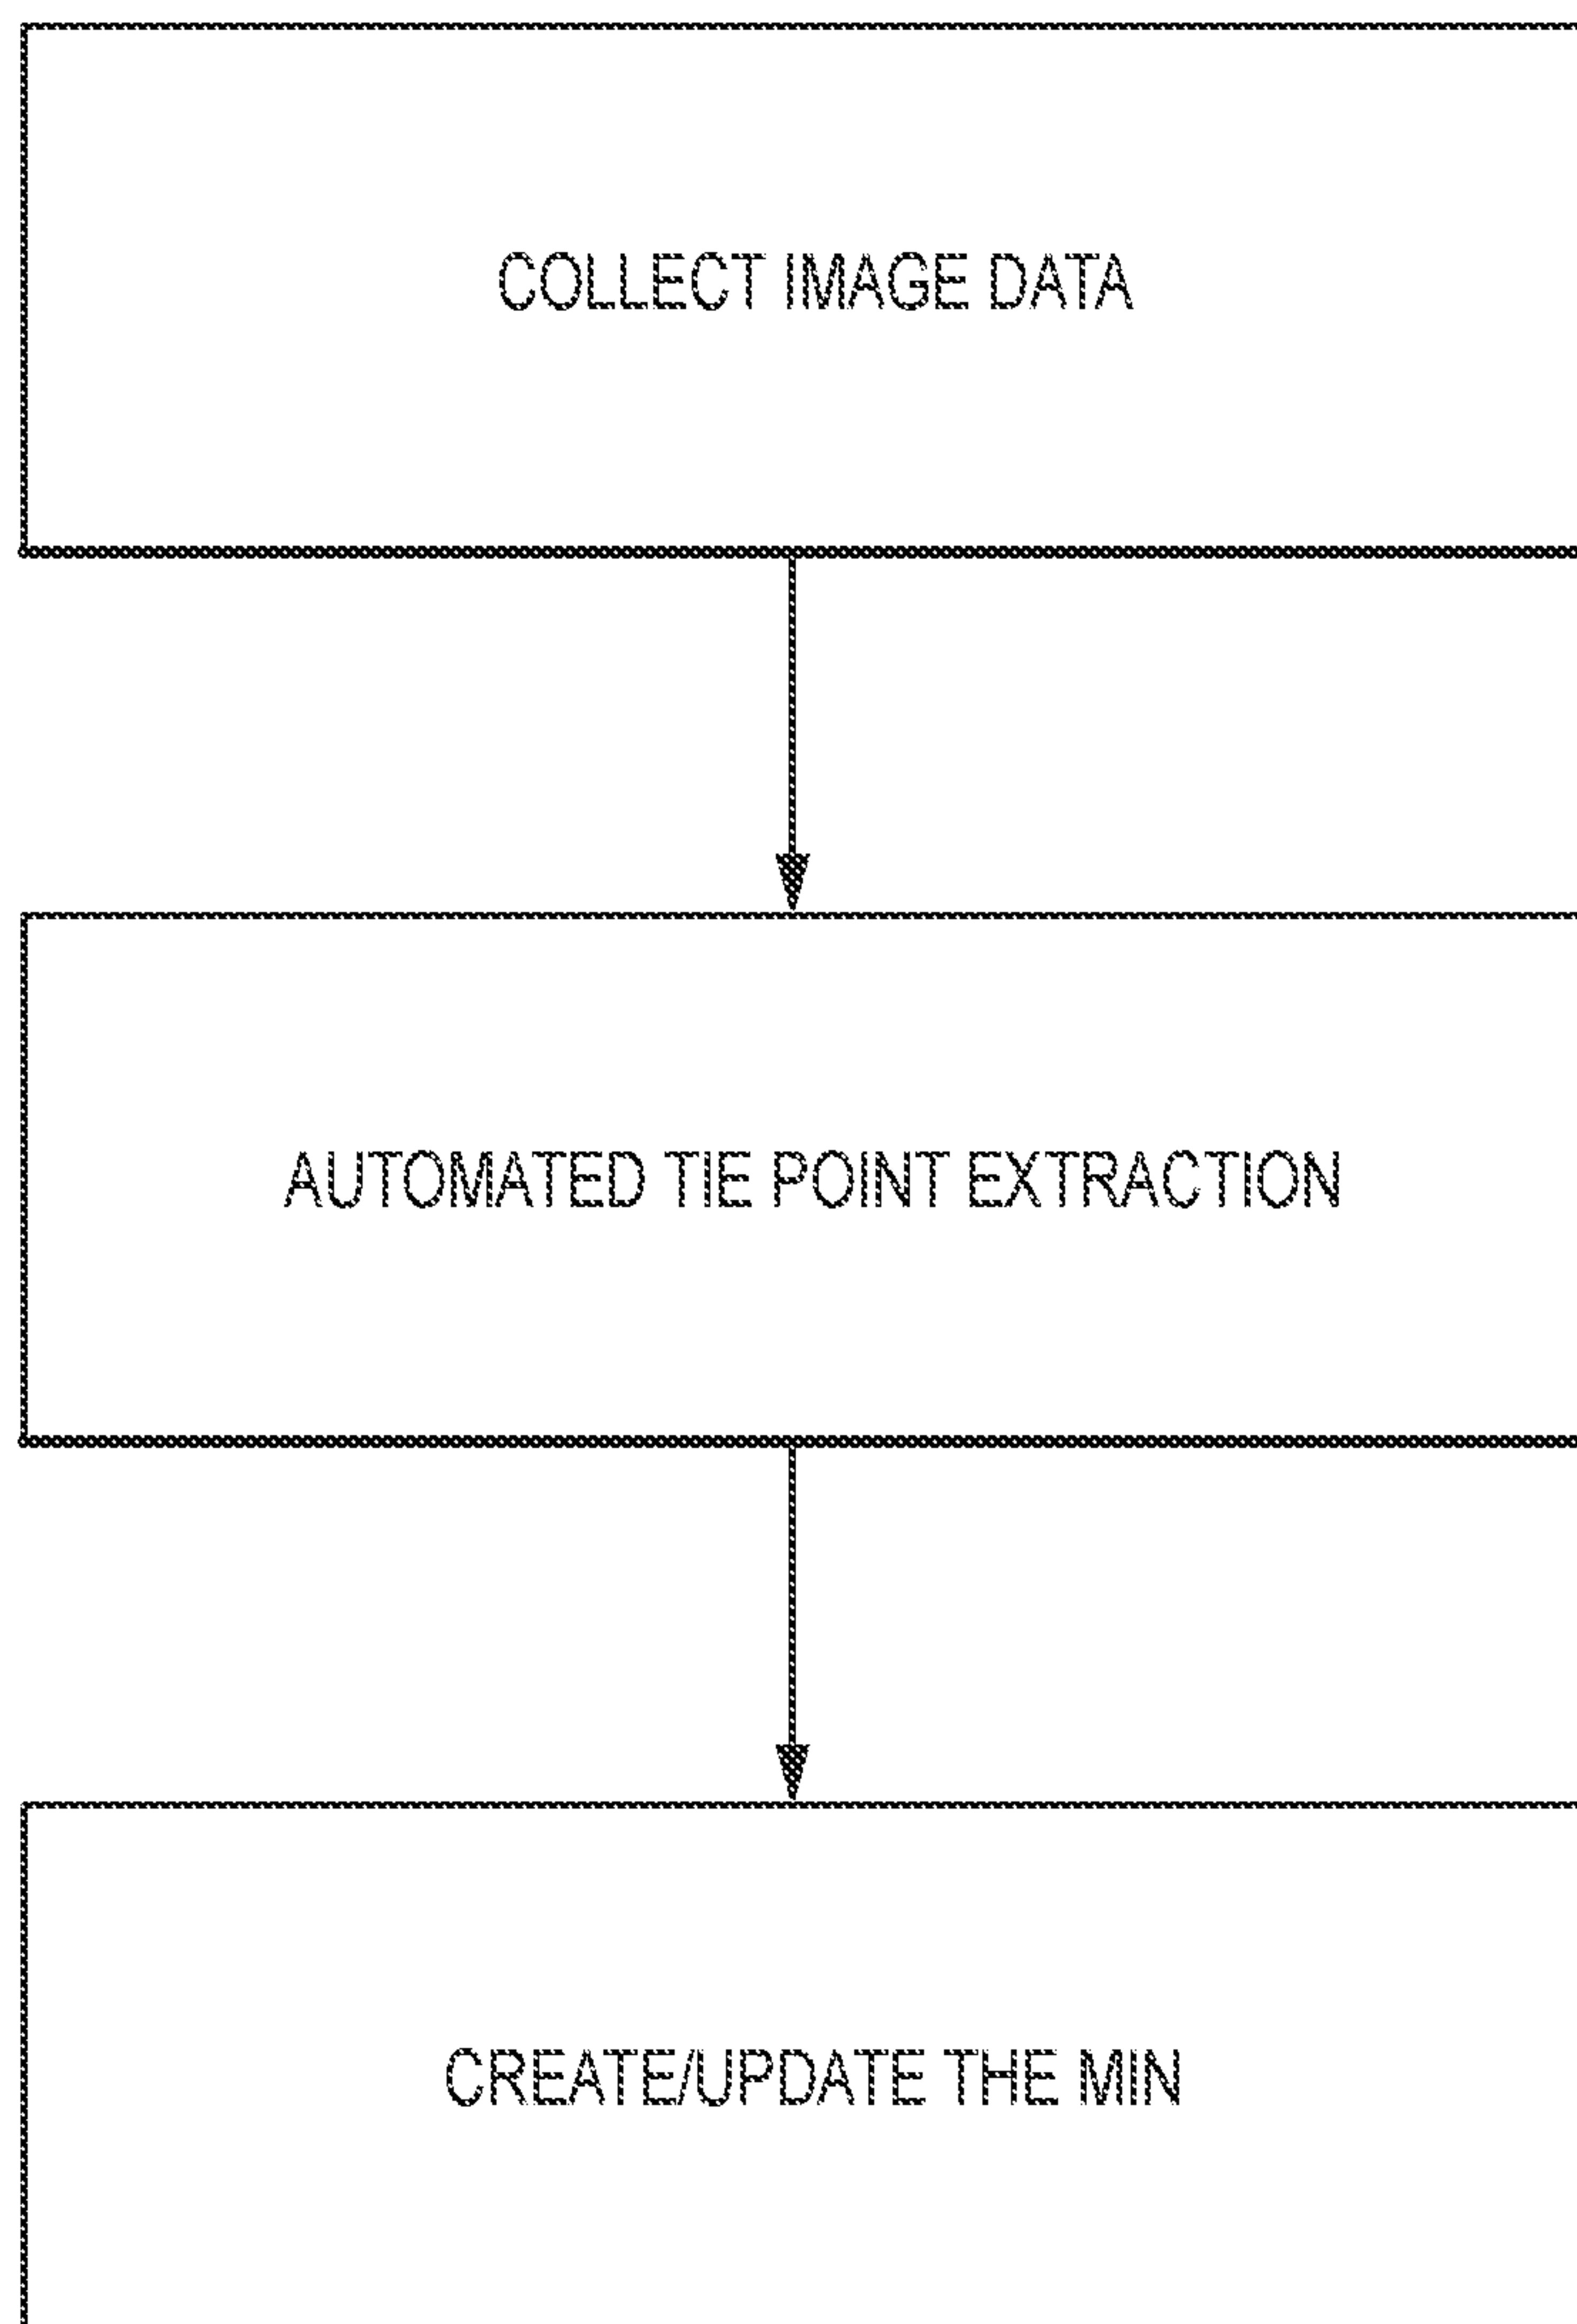 COLLECT IMAGE DATA
AUTOMATED TIE POINT EXTRACTION
CREATE/UPDATE THE MIN